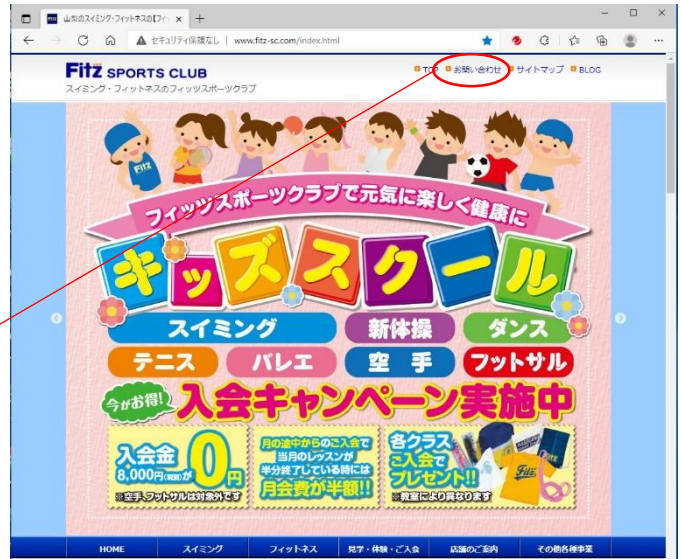 山梨のスイミング・フィットネスの【フィ
セキュリティ保護なし | www.fitz-sc.com/index.html
FITZ SPORTS CLUB
スイミング・フィットネスのフィッツスポーツクラブ
TOP お問い合わせ サイトマップ BLOG
Fitz
フィッツスポーツクラブで元気に楽しく健康に
キッズスクール
スイミング 新体操 ダンス
テニス バレエ 空手 フットサル
今がお得! 入会キャンペーン実施中
入会金
8,000円(税別)が
0円
※空手、フットサルは対象外です
月の途中からのご入会で
当月のレッスンが
半分終了している時には
月会費が半額!!
各クラス
ご入会で
プレゼント!!
※教室により異なります
Fitz
HOME スイミング フィットネス 見学・体験・ご入会 店舗のご案内 その他各種事業